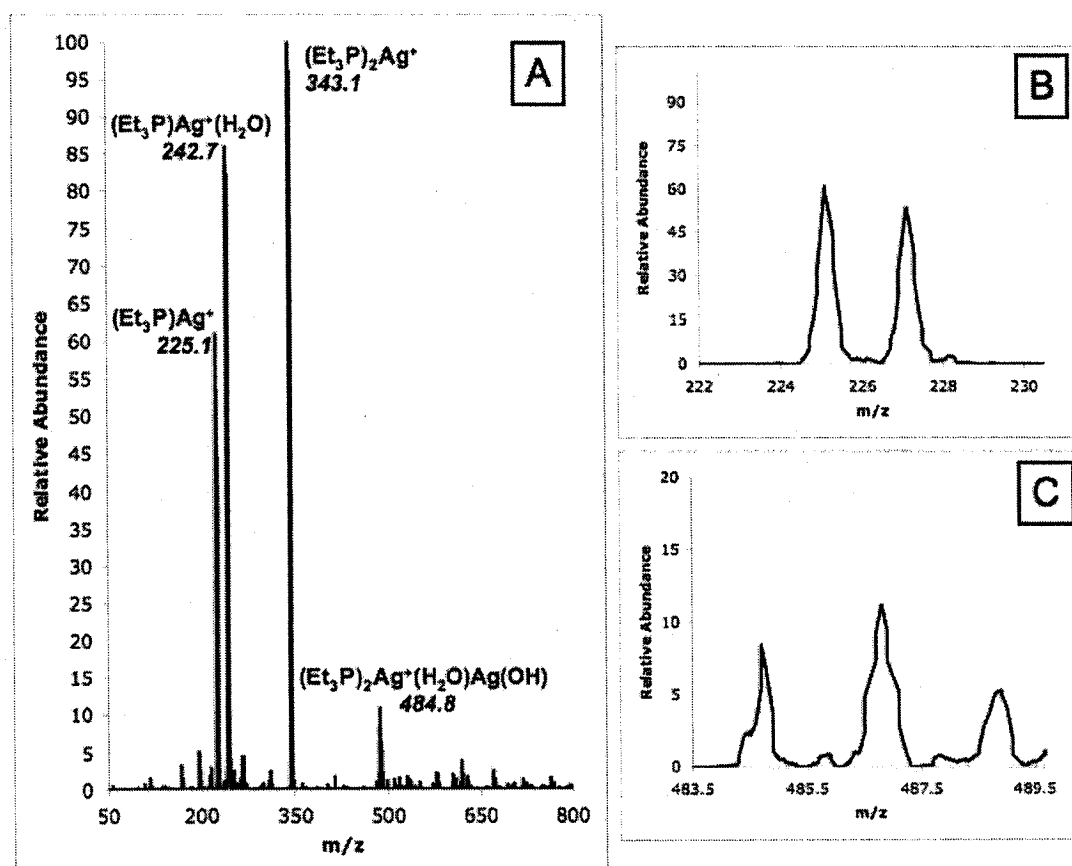 A
(Et₃P)₂Ag⁺
343.1
(Et₃P)Ag⁺(H₂O)
242.7
(Et₃P)Ag⁺
225.1
(Et₃P)₂Ag⁺(H₂O)Ag(OH)
484.8
Relative Abundance
100
95
90
85
80
75
70
65
60
55
50
45
40
35
30
25
20
15
10
5
0
50 200 350 500 650 800
m/z
B
Relative Abundance
90
75
60
45
30
15
0
222 224 226 228 230
m/z
C
Relative Abundance
20
15
10
5
0
483.5 485.5 487.5 489.5
m/z